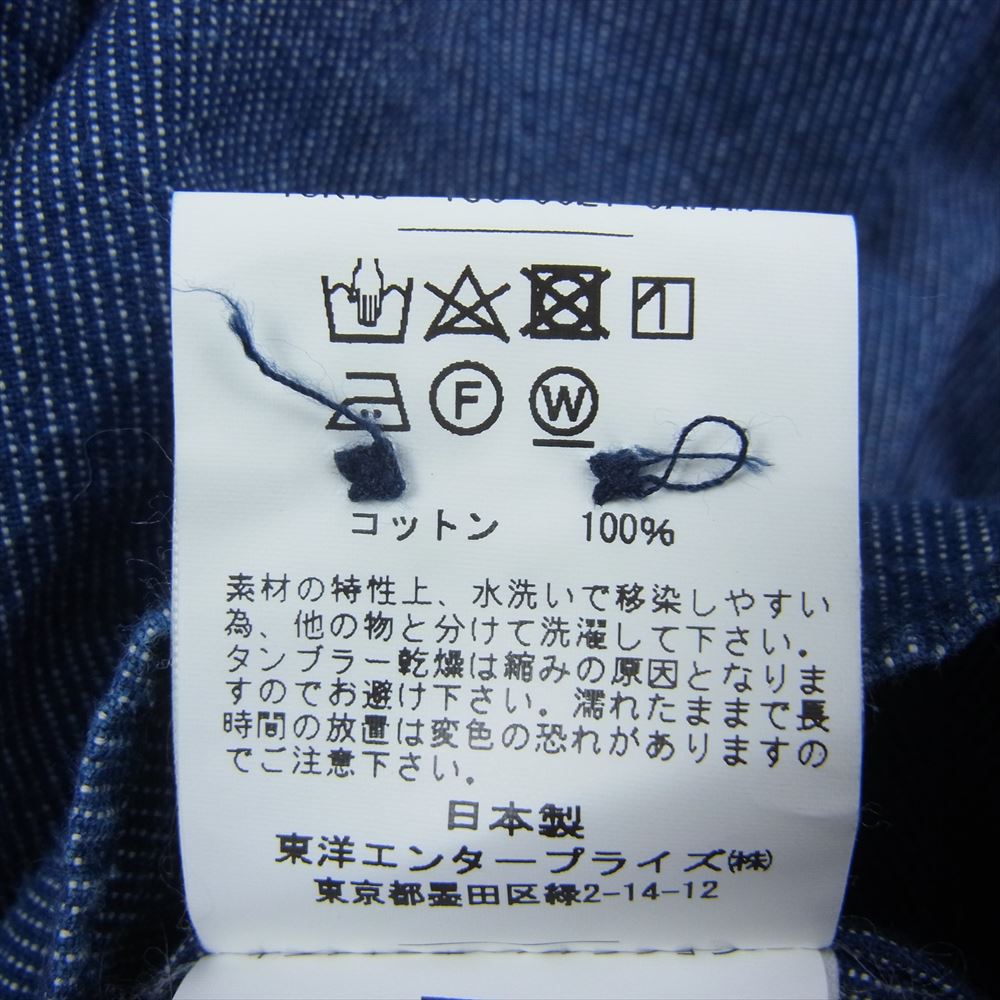 F W
コットン 100%
素材の特性上、水洗いで移染しやすい
為、他の物と分けて洗濯して下さい。
タンブラー乾燥は縮みの原因となりま
すのでお避け下さい。濡れたままで長
時間の放置は変色の恐れがありますの
でご注意下さい。
日本製
東洋エンタープライズ㈱
東京都墨田区緑2-14-12